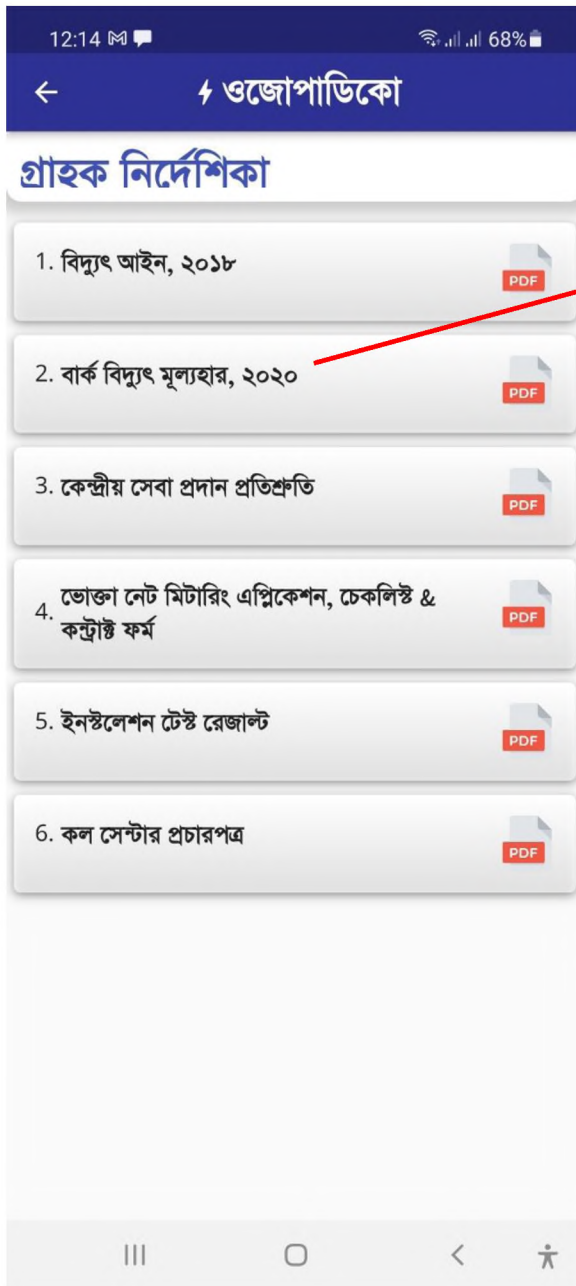 12:14 68%
ওজোপাডিকো
গ্রাহক নির্দেশিকা
1. বিদ্যুৎ আইন, ২০১৮
PDF
2. বার্ক বিদ্যুৎ মূল্যহার, ২০২০
PDF
3. কেন্দ্রীয় সেবা প্রদান প্রতিশ্রুতি
PDF
4. ভোক্তা নেট মিটারিং এপ্লিকেশন, চেকলিস্ট &
কন্ট্রাক্ট ফর্ম
PDF
5. ইনস্টলেশন টেস্ট রেজাল্ট
PDF
6. কল সেন্টার প্রচারপত্র
PDF